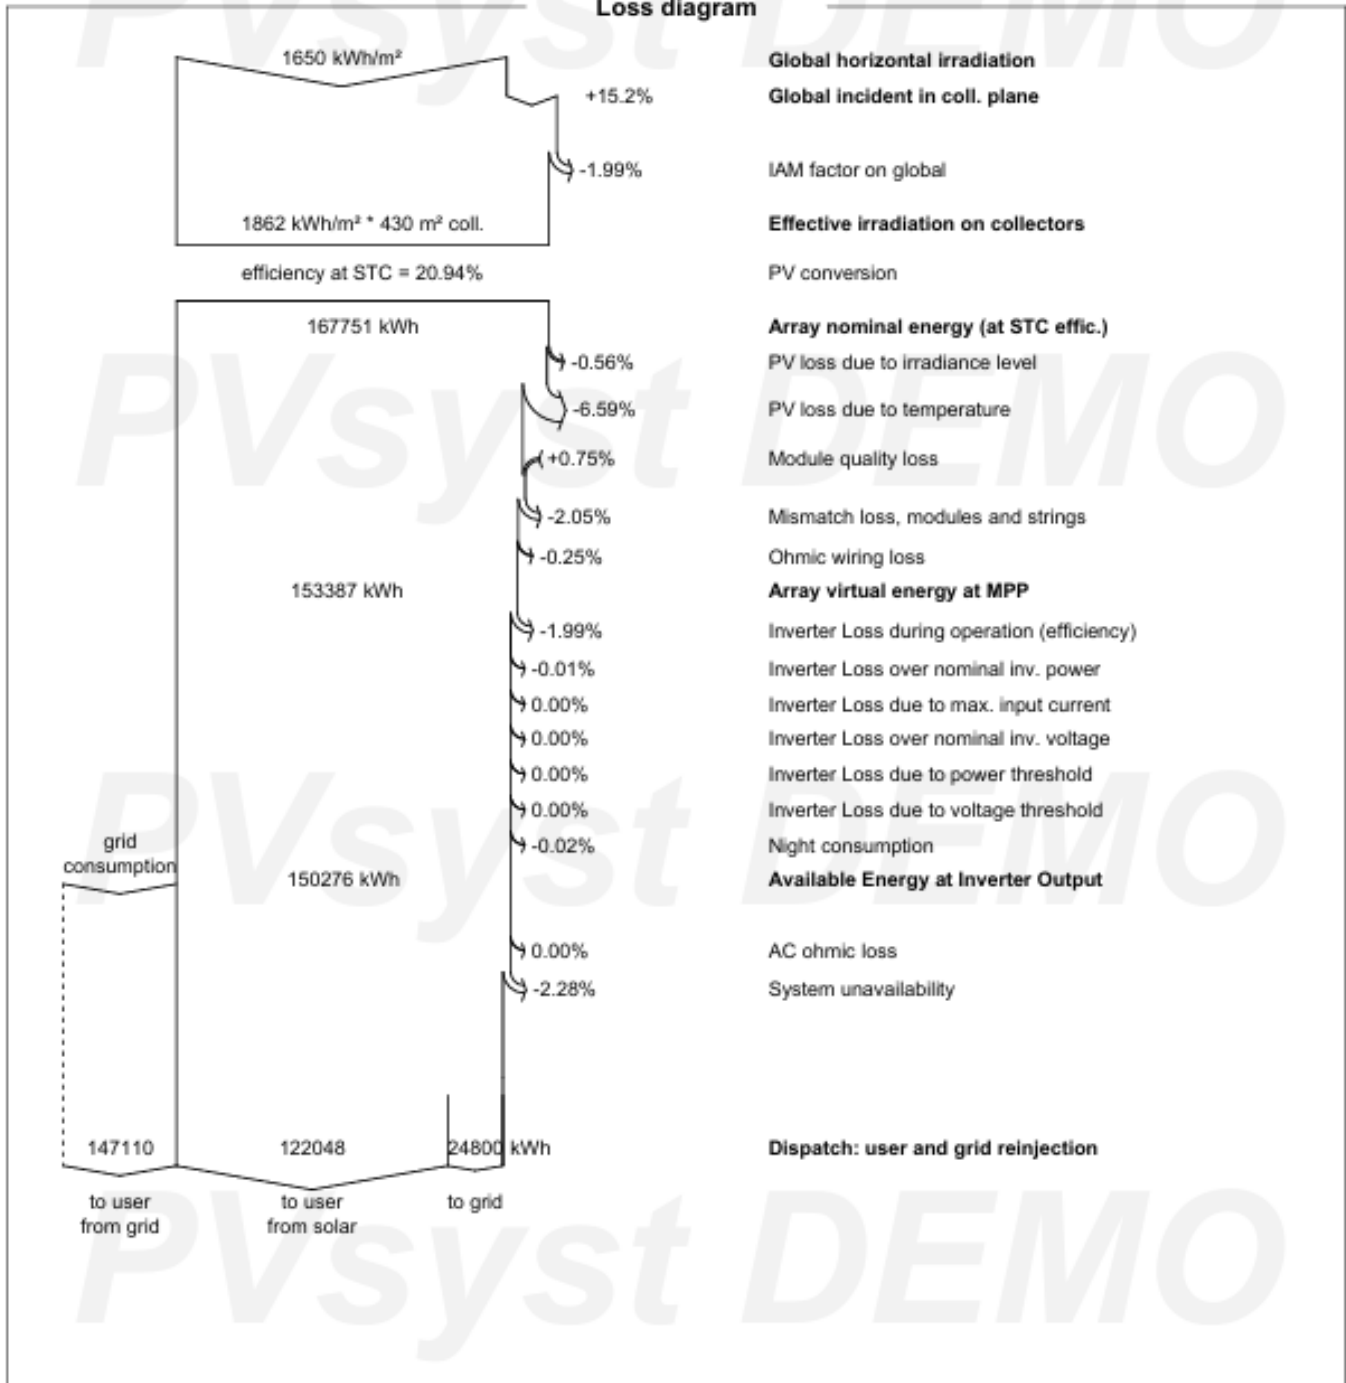 Loss diagram
PVsyst DEMO
1650 kWh/m²
Global horizontal irradiation
+15.2%
Global incident in coll. plane
-1.99%
IAM factor on global
1862 kWh/m² * 430 m² coll.
Effective irradiation on collectors
efficiency at STC = 20.94%
PV conversion
167751 kWh
Array nominal energy (at STC effic.)
-0.56%
PV loss due to irradiance level
PVsyst DEMO
-6.59%
PV loss due to temperature
+0.75%
Module quality loss
-2.05%
Mismatch loss, modules and strings
-0.25%
Ohmic wiring loss
153387 kWh
Array virtual energy at MPP
-1.99%
Inverter Loss during operation (efficiency)
-0.01%
Inverter Loss over nominal inv. power
0.00%
Inverter Loss due to max. input current
0.00%
Inverter Loss over nominal inv. voltage
0.00%
Inverter Loss due to power threshold
0.00%
Inverter Loss due to voltage threshold
PVsyst DEMO
-0.02%
Night consumption
grid
consumption
150276 kWh
Available Energy at Inverter Output
0.00%
AC ohmic loss
-2.28%
System unavailability
147110
122048
24800 kWh
Dispatch: user and grid reinjection
to user
from grid
to user
from solar
to grid
PVsyst DEMO